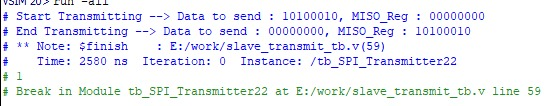 VSIM 20> run -all
# Start Transmitting --> Data to send : 10100010, MISO_Reg : 00000000
# End Transmitting --> Data to send : 00000000, MISO_Reg : 10100010
# ** Note: $finish    : E:/work/slave_transmit_tb.v(59)
#    Time: 2580 ns  Iteration: 0  Instance: /tb_SPI_Transmitter22
# 1
# Break in Module tb_SPI_Transmitter22 at E:/work/slave_transmit_tb.v line 59